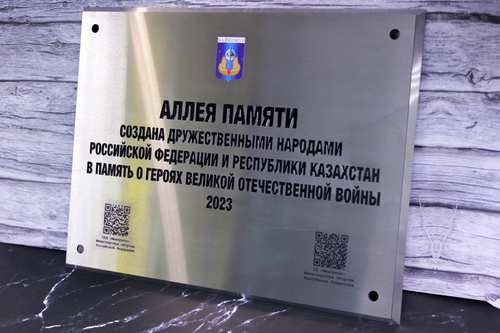 АЛЛЕЯ ПАМЯТИ
СОЗДАНА ДРУЖЕСТВЕННЫМИ НАРОДАМИ
РОССИЙСКОЙ ФЕДЕРАЦИИ И РЕСПУБЛИКИ КАЗАХСТАН
В ПАМЯТЬ О ГЕРОЯХ ВЕЛИКОЙ ОТЕЧЕСТВЕННОЙ ВОЙНЫ
2023